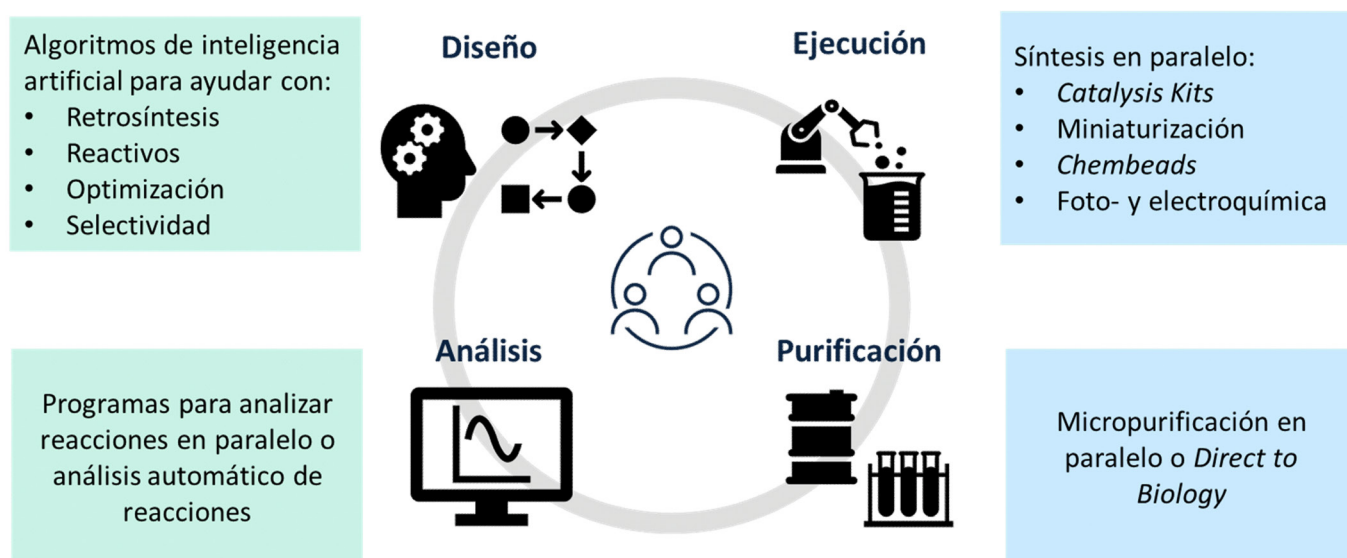 Algoritmos de inteligencia
artificial para ayudar con:
• Retrosíntesis
• Reactivos
• Optimización
• Selectividad
Diseño
Ejecución
Síntesis en paralelo:
• Catalysis Kits
• Miniaturización
• Chembeads
• Foto- y electroquímica
Programas para analizar
reacciones en paralelo o
análisis automático de
reacciones
Análisis
Purificación
Micropurificación en
paralelo o Direct to
Biology